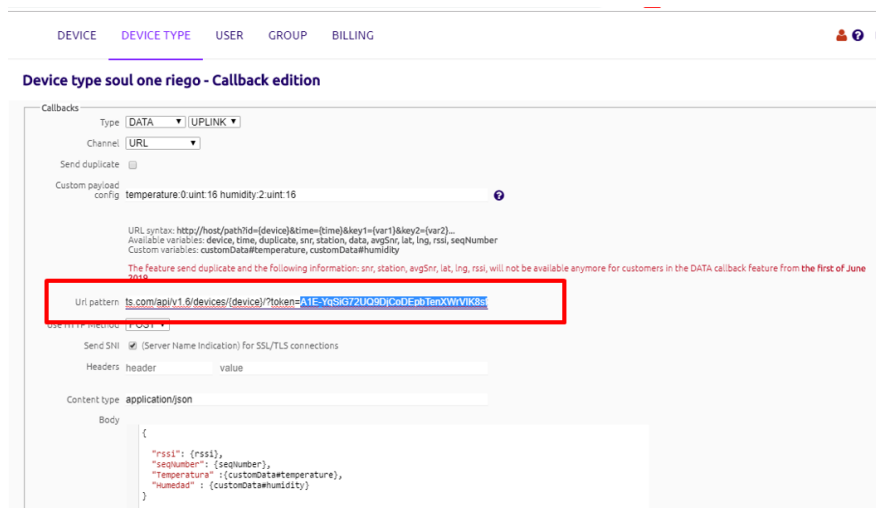 DEVICE DEVICE TYPE USER GROUP BILLING
Device type soul one riego - Callback edition
Callbacks
Type DATA UPLINK
Channel URL
Send duplicate
Custom payload
config temperature:0:uint:16 humidity:2:uint:16
URL syntax: http://host/path?id={device}&time={time}&key1={var1}&key2={var2}...
Available variables: device, time, duplicate, snr, station, data, avgSnr, lat, lng, rssi, seqNumber
Custom variables: customData#temperature, customData#humidity
The feature send duplicate and the following information: snr, station, avgSnr, lat, lng, rssi, will not be available anymore for customers in the DATA callback feature from the first of June
2019
Url pattern ts.com/api/v1.6/devices/{device}/?token=
Use HTTP Method POST
Send SNI (Server Name Indication) for SSL/TLS connections
Headers header value
Content type application/json
Body
{
"rssi": {rssi},
"seqNumber": {seqNumber},
"Temperatura" :{customData#temperature},
"Humedad" : {customData#humidity}
}